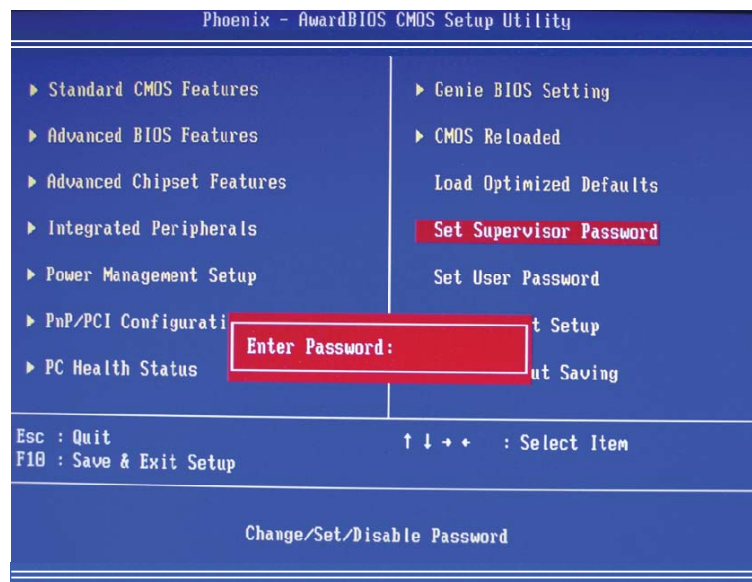 Phoenix - AwardBIOS CMOS Setup Utility
Standard CMOS Features
Advanced BIOS Features
Advanced Chipset Features
Integrated Peripherals
Power Management Setup
PnP/PCI Configurati
PC Health Status
Genie BIOS Setting
CMOS Reloaded
Load Optimized Defaults
Set Supervisor Password
Set User Password
t Setup
ut Saving
Enter Password:
Esc : Quit
F10 : Save & Exit Setup
↑ ↓ → ← : Select Item
Change/Set/Disable Password